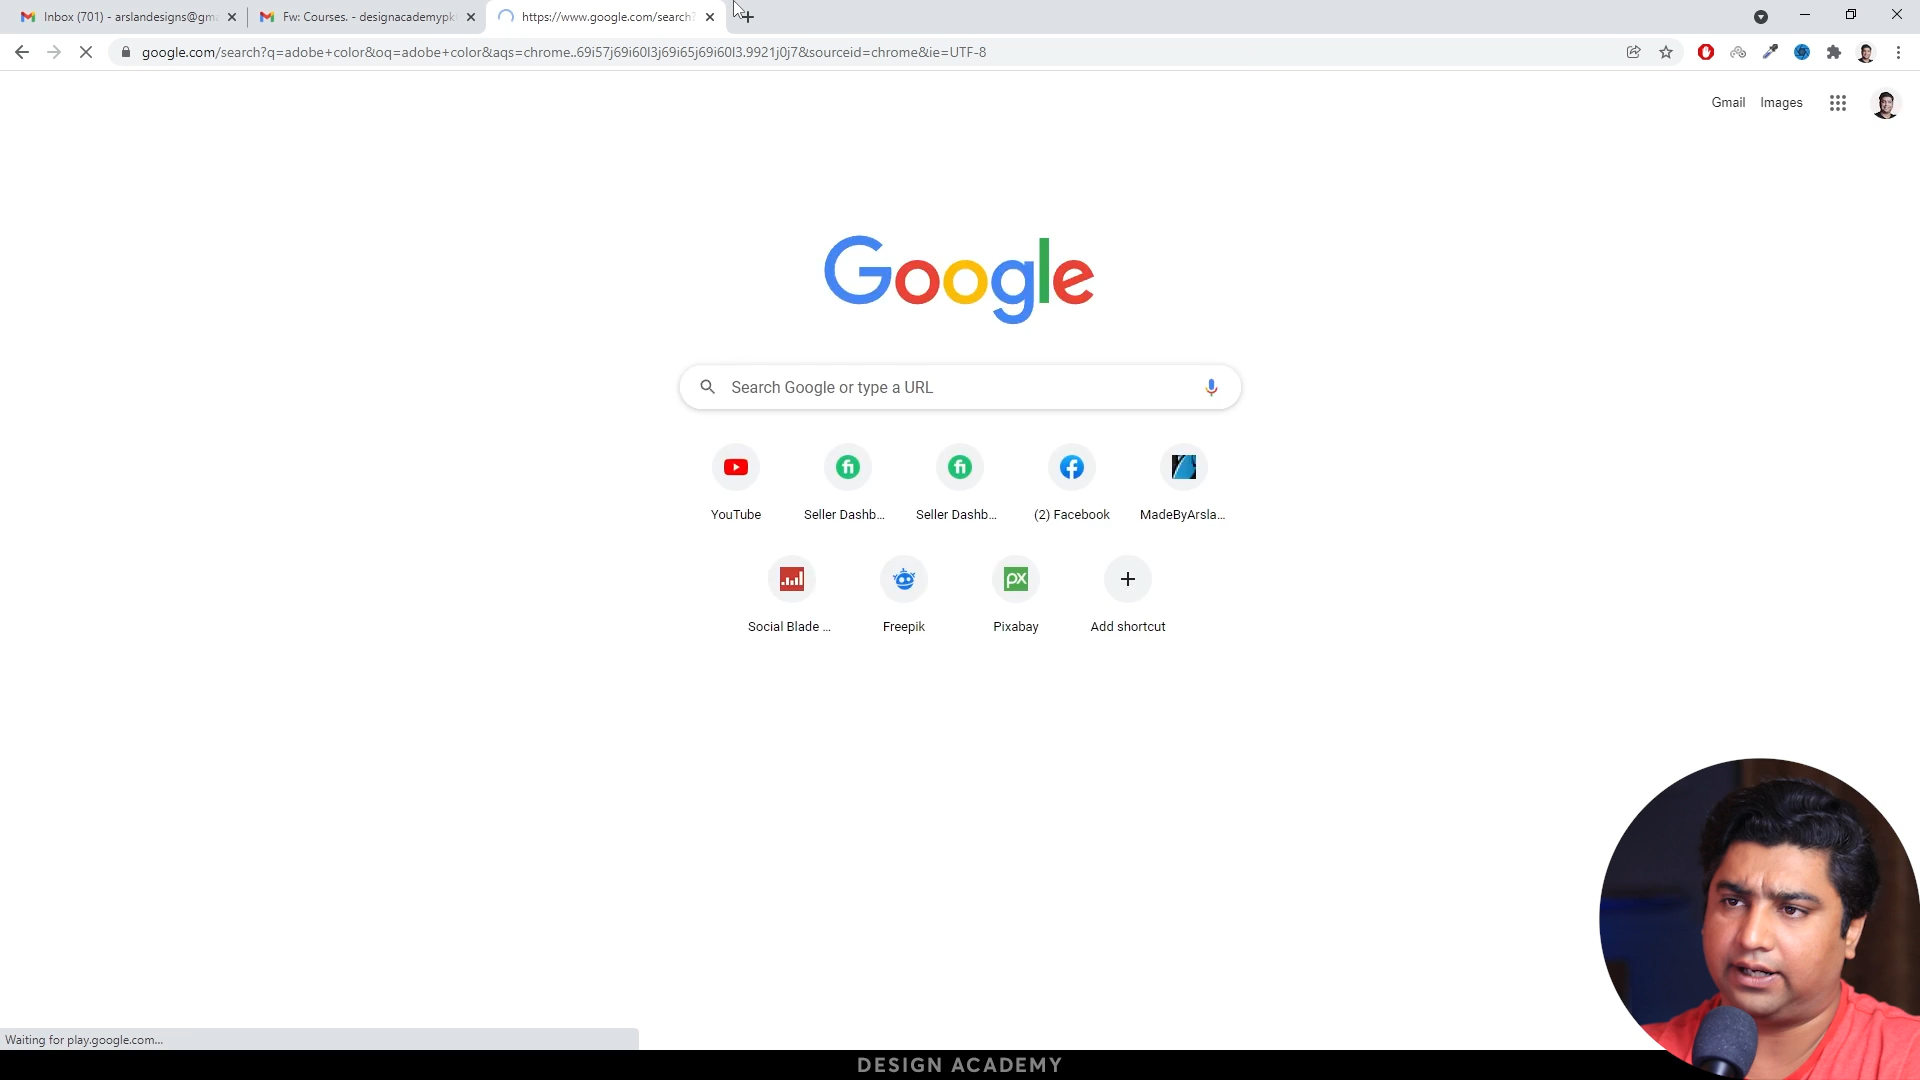 Inbox (701) - arslandesigns@gma
Fw: Courses. - designacademypk
https://www.google.com/search?
google.com/search?q=adobe+color&oq=adobe+color&aqs=chrome..69i57j69i60l3j69i65j69i60l3.9921j0j7&sourceid=chrome&ie=UTF-8
Gmail Images
Google
Search Google or type a URL
YouTube
Seller Dashb...
Seller Dashb...
(2) Facebook
MadeByArsla...
Social Blade ...
Freepik
Pixabay
Add shortcut
Waiting for play.google.com...
DESIGN ACADEMY